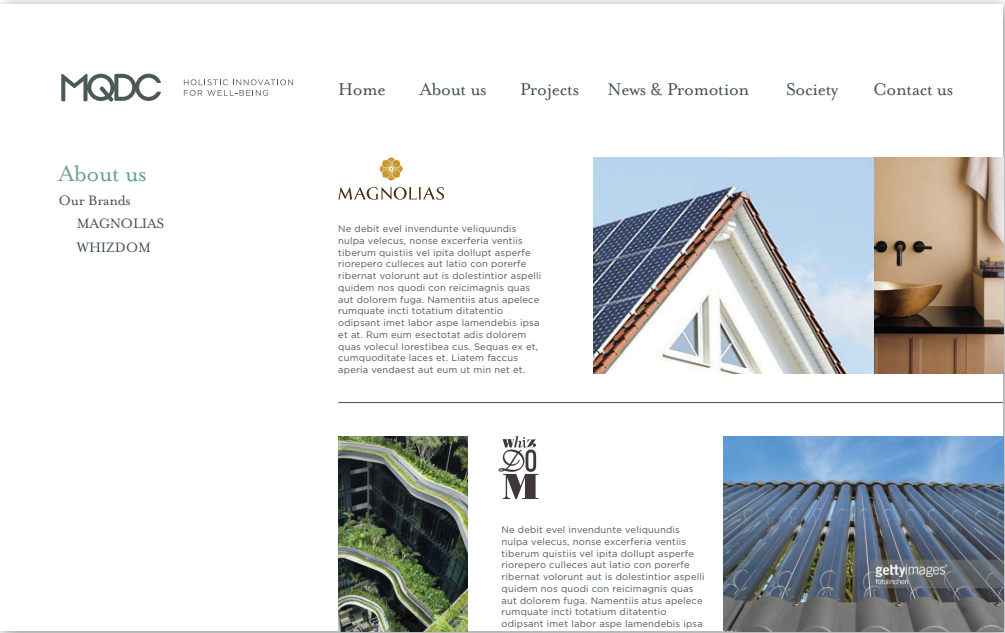 MQDC
HOLISTIC INNOVATION
FOR WELL-BEING
Home About us Projects News & Promotion Society Contact us
About us
Our Brands
MAGNOLIAS
WHIZDOM
MAGNOLIAS
Ne debit evel invendunte veliquundis
nulpa velecus, nonse excerferia ventiis
tiberum quistiis vel ipita dollupt asperfe
riorepero culleces aut latio con porerfe
ribernat volorunt aut is dolestintior aspelli
quidem nos quodi con reicimagnis quas
aut dolorem fuga. Namentiis atus apelece
rumquate incti totatium ditatentio
odipsant imet labor aspe lamendebis ipsa
et at. Rum eum esectotat adis dolorem
quas volecul lorestibea cus. Sequas ex et,
cumquoditate laces et. Liatem faccus
aperia vendaest aut eum ut min net et.
whiz
DO
M
Ne debit evel invendunte veliquundis
nulpa velecus, nonse excerferia ventiis
tiberum quistiis vel ipita dollupt asperfe
riorepero culleces aut latio con porerfe
ribernat volorunt aut is dolestintior aspelli
quidem nos quodi con reicimagnis quas
aut dolorem fuga. Namentiis atus apelece
rumquate incti totatium ditatentio
odipsant imet labor aspe lamendebis ipsa
gettyimages®
fotolinchen